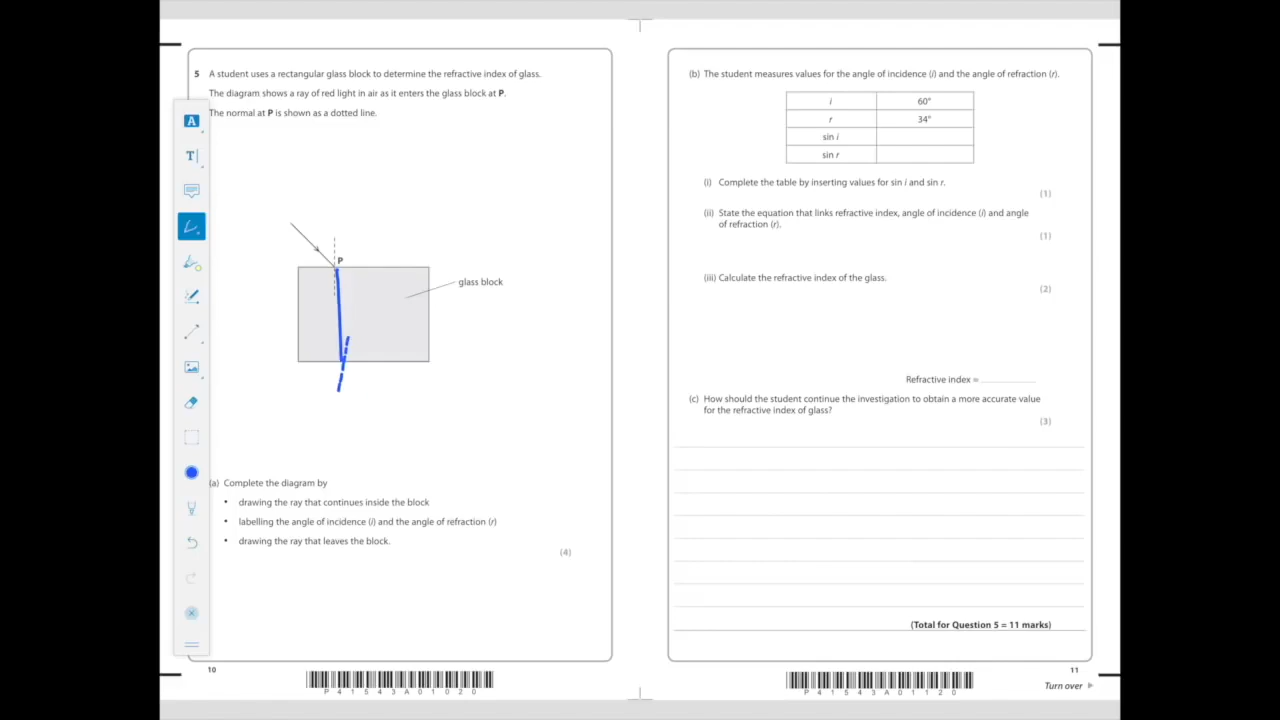 5 A student uses a rectangular glass block to determine the refractive index of glass.
The diagram shows a ray of red light in air as it enters the glass block at P.
The normal at P is shown as a dotted line.
A
T
P
glass block
(a) Complete the diagram by
• drawing the ray that continues inside the block
• labelling the angle of incidence (i) and the angle of refraction (r)
• drawing the ray that leaves the block.
(4)
10
P41543A01020
(b) The student measures values for the angle of incidence (i) and the angle of refraction (r).
i 60°
r 34°
sin i
sin r
(i) Complete the table by inserting values for sin i and sin r.
(1)
(ii) State the equation that links refractive index, angle of incidence (i) and angle
of refraction (r).
(1)
(iii) Calculate the refractive index of the glass.
(2)
Refractive index =
(c) How should the student continue the investigation to obtain a more accurate value
for the refractive index of glass?
(3)
(Total for Question 5 = 11 marks)
11
P41543A01120
Turn over